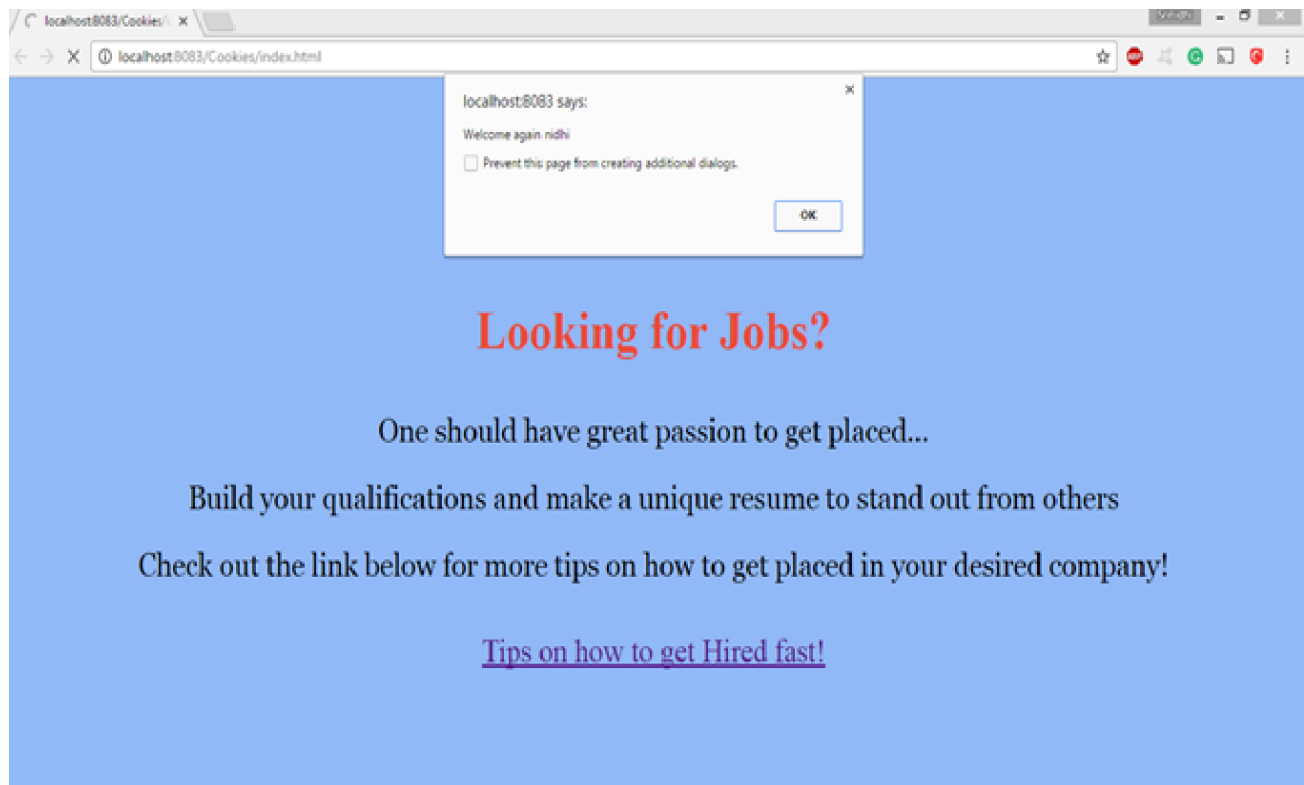 localhost:8083/Cookies/
localhost:8083/Cookies/index.html
localhost:8083 says:
Welcome again nidhi
Prevent this page from creating additional dialogs.
OK
Looking for Jobs?
One should have great passion to get placed...
Build your qualifications and make a unique resume to stand out from others
Check out the link below for more tips on how to get placed in your desired company!
Tips on how to get Hired fast!